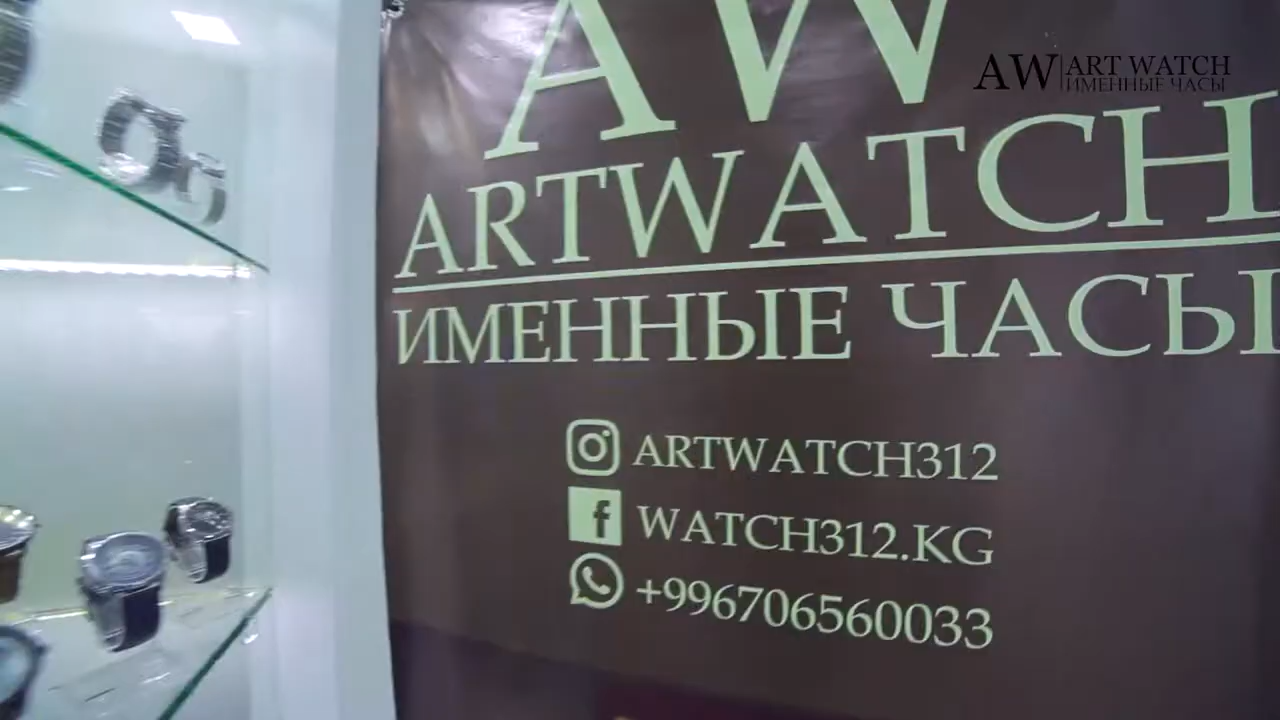 AW
ART WATCH
ИМЕННЫЕ ЧАСЫ
AW
ARTWATCH
ИМЕННЫЕ ЧАСЫ
ARTWATCH312
WATCH312.KG
+996706560033